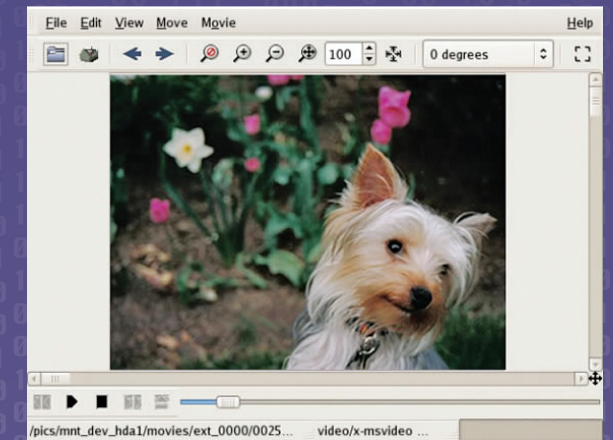 File Edit View Move Movie Help
100 0 degrees
/pics/mnt_dev_hda1/movies/ext_0000/0025... video/x-msvideo ...